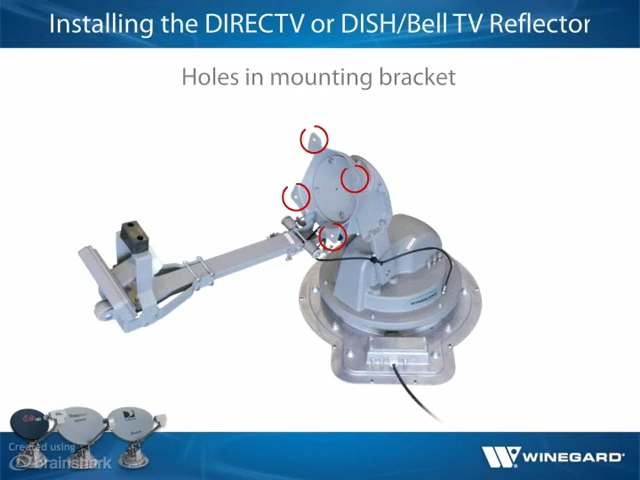 Installing the DIRECTV or DISH/Bell TV Reflector
Holes in mounting bracket
Created using
Brainshark
WINEGARD